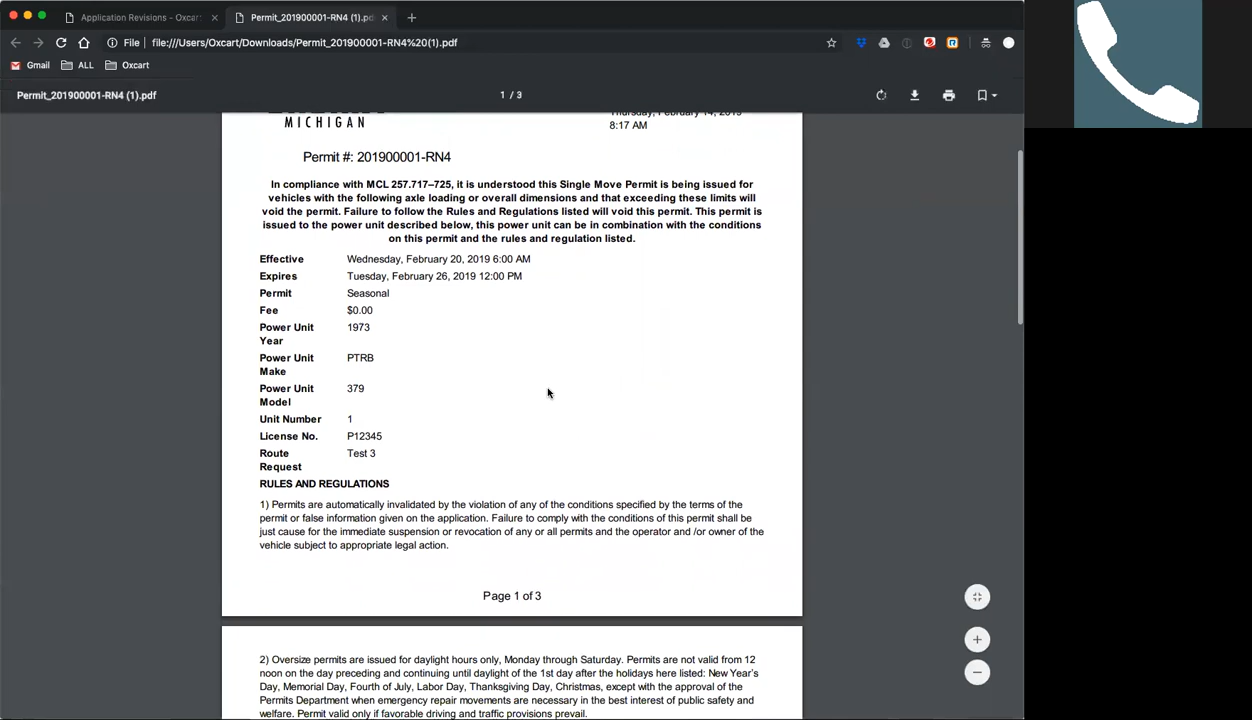 Application Revisions - Oxcart
Permit_201900001-RN4 (1).pdf
File
file:///Users/Oxcart/Downloads/Permit_201900001-RN4%20(1).pdf
Gmail
ALL
Oxcart
Permit_201900001-RN4 (1).pdf
1 / 3
MICHIGAN
Thursday, February 14, 2019
8:17 AM
Permit #: 201900001-RN4
In compliance with MCL 257.717–725, it is understood this Single Move Permit is being issued for
vehicles with the following axle loading or overall dimensions and that exceeding these limits will
void the permit. Failure to follow the Rules and Regulations listed will void this permit. This permit is
issued to the power unit described below, this power unit can be in combination with the conditions
on this permit and the rules and regulation listed.
Effective Wednesday, February 20, 2019 6:00 AM
Expires Tuesday, February 26, 2019 12:00 PM
Permit Seasonal
Fee $0.00
Power Unit 1973
Year
Power Unit PTRB
Make
Power Unit 379
Model
Unit Number 1
License No. P12345
Route Test 3
Request
RULES AND REGULATIONS
1) Permits are automatically invalidated by the violation of any of the conditions specified by the terms of the
permit or false information given on the application. Failure to comply with the conditions of this permit shall be
just cause for the immediate suspension or revocation of any or all permits and the operator and /or owner of the
vehicle subject to appropriate legal action.
Page 1 of 3
2) Oversize permits are issued for daylight hours only, Monday through Saturday. Permits are not valid from 12
noon on the day preceding and continuing until daylight of the 1st day after the holidays here listed: New Year's
Day, Memorial Day, Fourth of July, Labor Day, Thanksgiving Day, Christmas, except with the approval of the
Permits Department when emergency repair movements are necessary in the best interest of public safety and
welfare. Permit valid only if favorable driving and traffic provisions prevail.